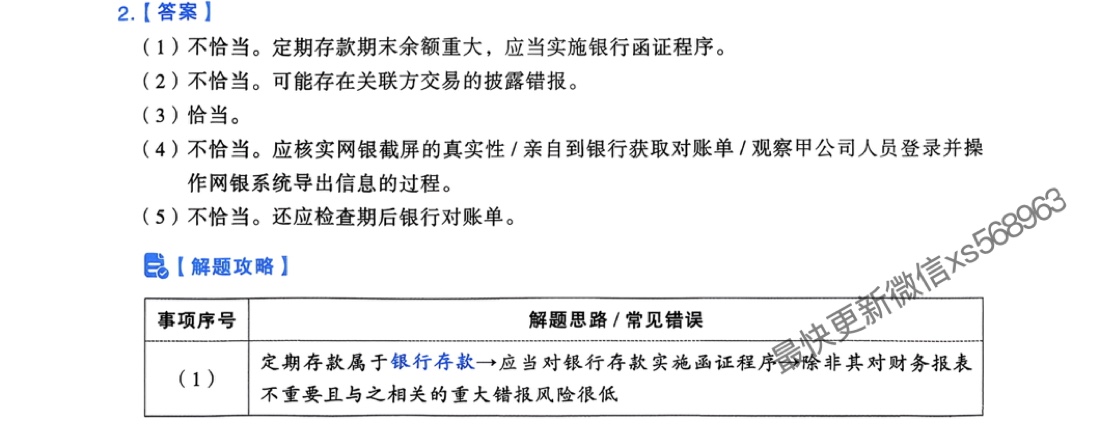 2.【答案】
（1）不恰当。定期存款期末余额重大，应当实施银行函证程序。
（2）不恰当。可能存在关联方交易的披露错报。
（3）恰当。
（4）不恰当。应核实网银截屏的真实性/亲自到银行获取对账单/观察甲公司人员登录并操
作网银系统导出信息的过程。
（5）不恰当。还应检查期后银行对账单。
【解题攻略】
事项序号 解题思路/常见错误
（1） 定期存款属于银行存款→应当对银行存款实施函证程序→除非其对财务报表
不重要且与之相关的重大错报风险很低
最快更新微信xs568963